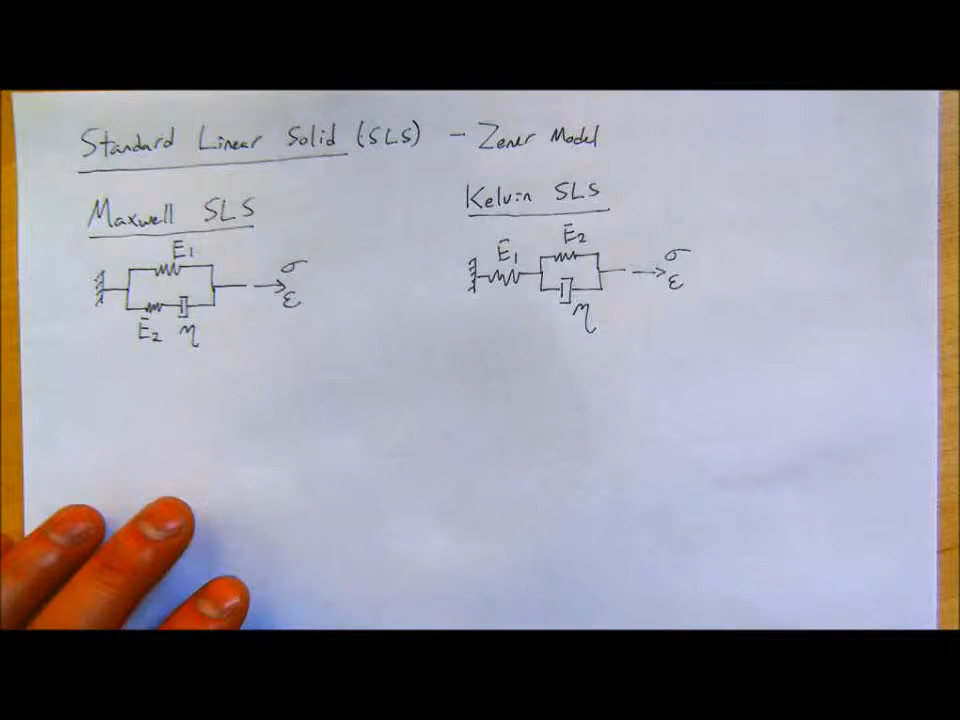 Standard Linear Solid (SLS) - Zener Model
Maxwell SLS
E1
σ
ε
E2 η
Kelvin SLS
E1 E2
σ
ε
η